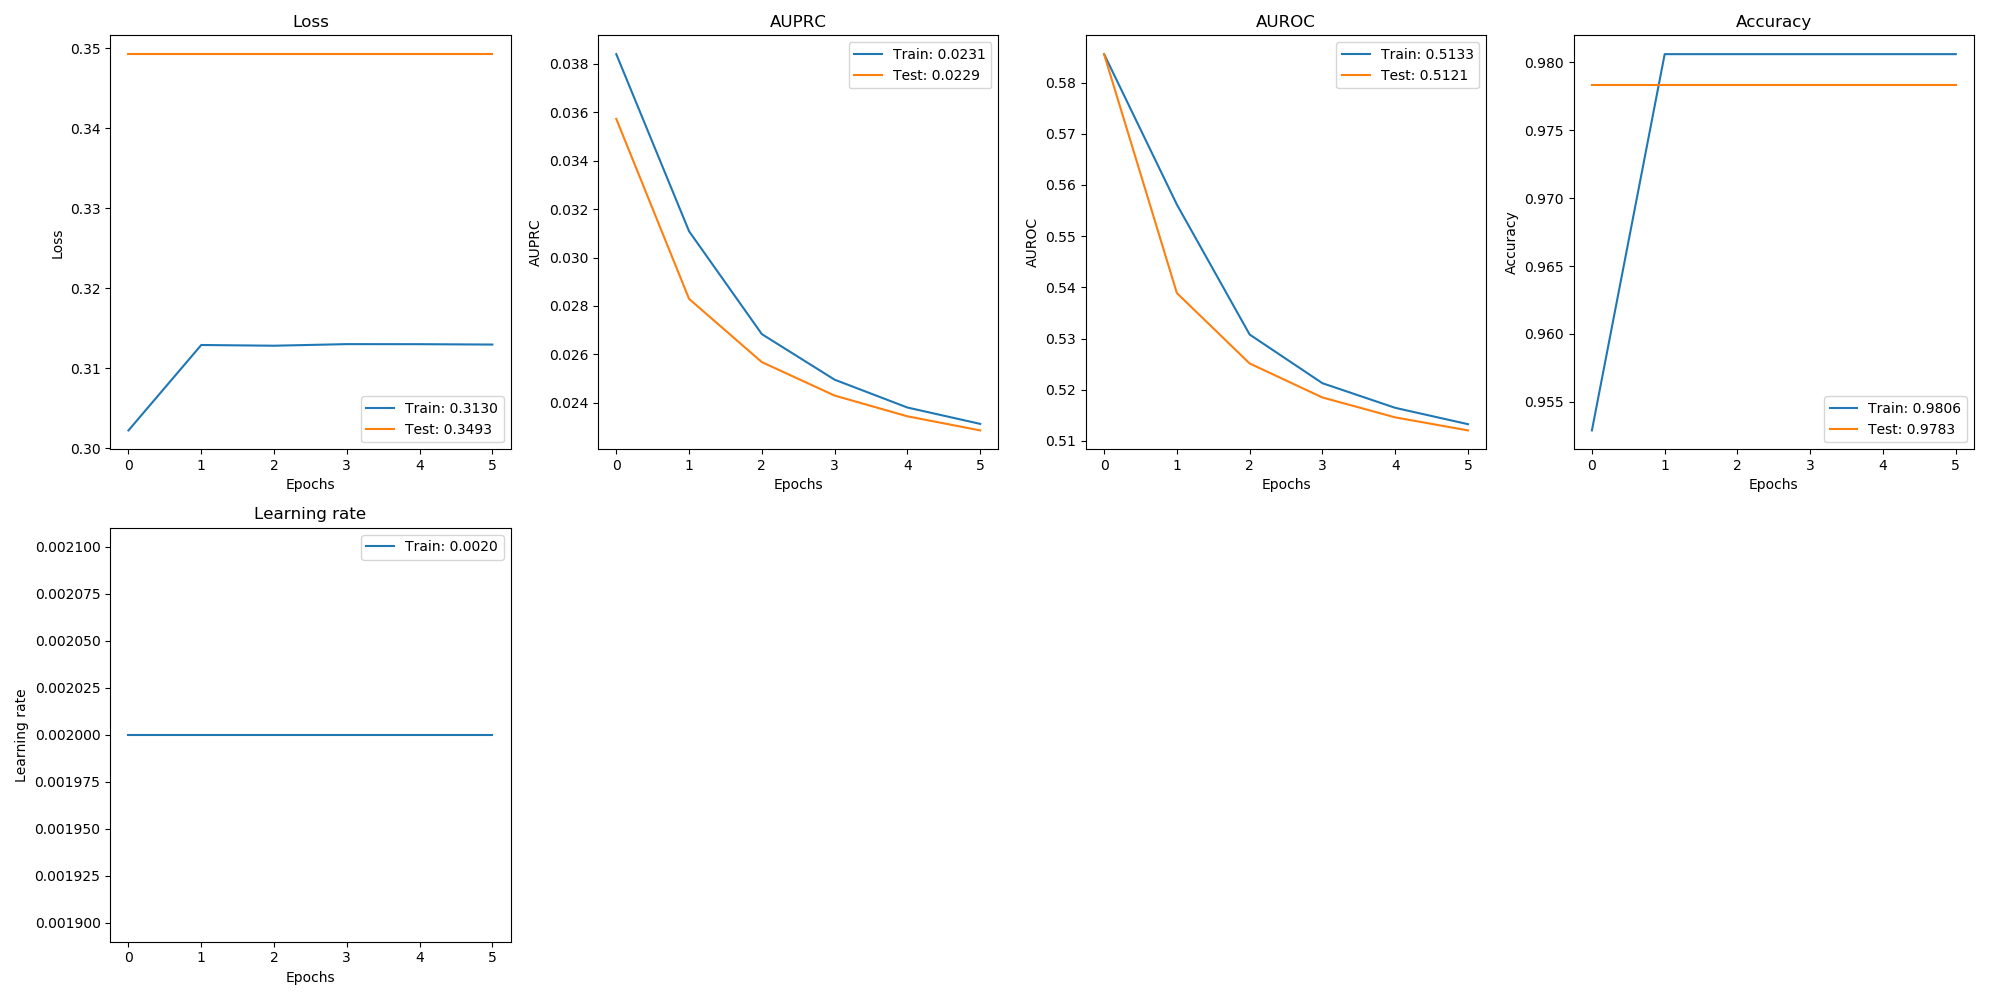 Loss
0.35
0.34
0.33
0.32
0.31
0.30
Loss
Train: 0.3130
Test: 0.3493
0 1 2 3 4 5
Epochs
AUPRC
0.038
0.036
0.034
0.032
0.030
0.028
0.026
0.024
AUPRC
Train: 0.0231
Test: 0.0229
0 1 2 3 4 5
Epochs
AUROC
0.58
0.57
0.56
0.55
0.54
0.53
0.52
0.51
AUROC
Train: 0.5133
Test: 0.5121
0 1 2 3 4 5
Epochs
Accuracy
0.980
0.975
0.970
0.965
0.960
0.955
Accuracy
Train: 0.9806
Test: 0.9783
0 1 2 3 4 5
Epochs
Learning rate
0.002100
0.002075
0.002050
0.002025
0.002000
0.001975
0.001950
0.001925
0.001900
Learning rate
Train: 0.0020
0 1 2 3 4 5
Epochs